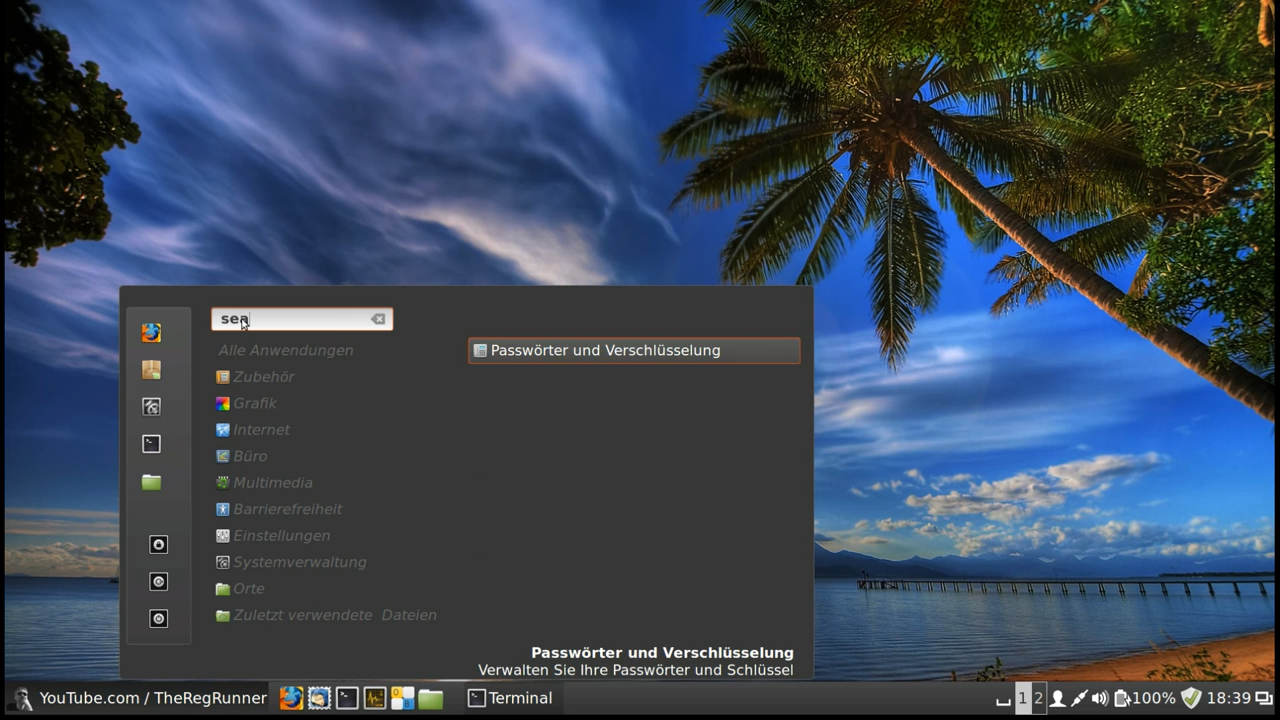 sea
Alle Anwendungen
Zubehör
Grafik
Internet
Büro
Multimedia
Barrierefreiheit
Einstellungen
Systemverwaltung
Orte
Zuletzt verwendete Dateien
Passwörter und Verschlüsselung
Passwörter und Verschlüsselung
Verwalten Sie Ihre Passwörter und Schlüssel
YouTube.com / TheRegRunner
Terminal
1 2
100%
18:39